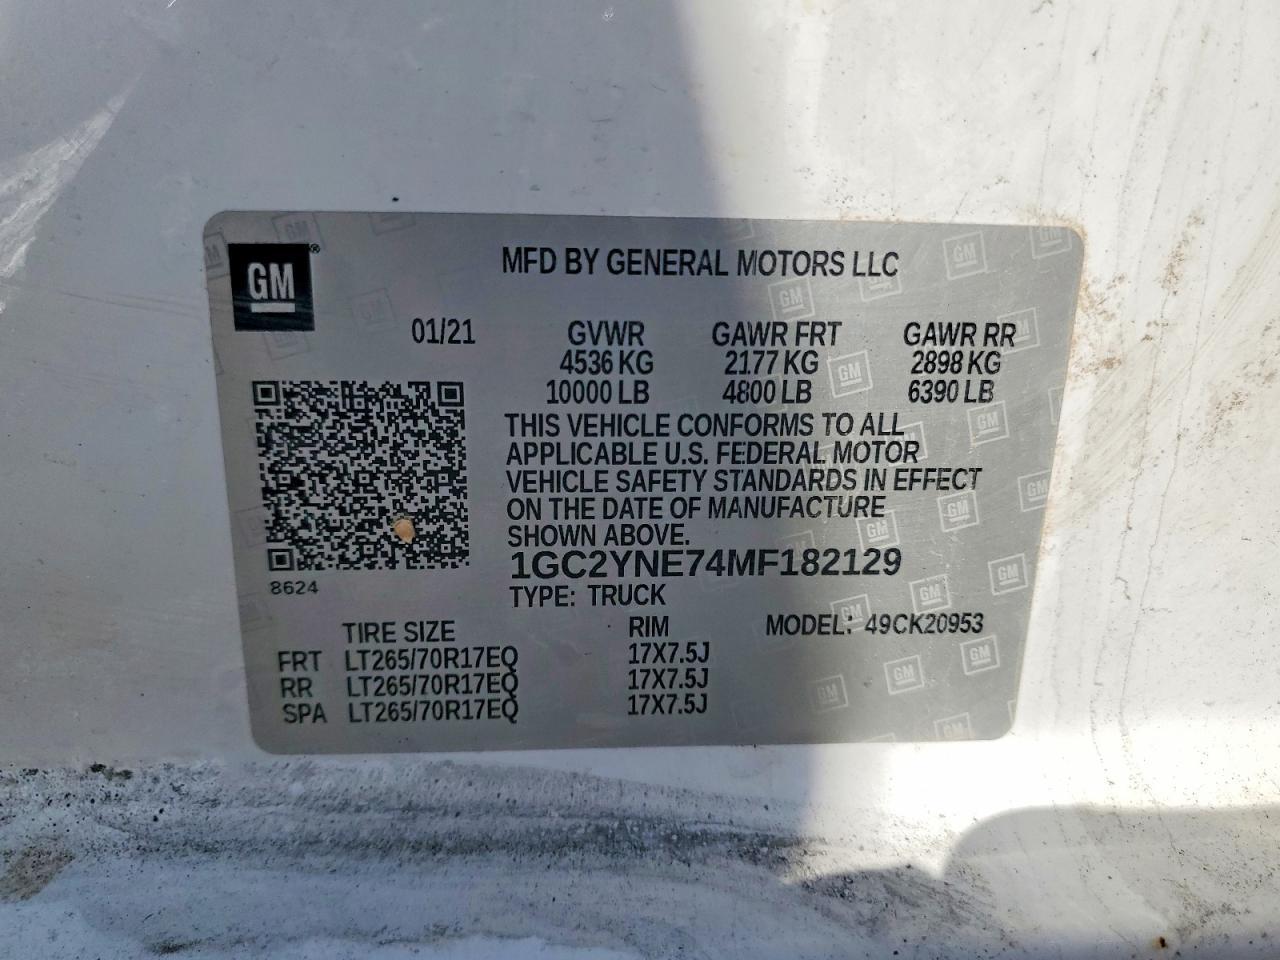 GM®
MFD BY GENERAL MOTORS LLC
01/21 GVWR GAWR FRT GAWR RR
4536 KG 2177 KG 2898 KG
10000 LB 4800 LB 6390 LB
THIS VEHICLE CONFORMS TO ALL
APPLICABLE U.S. FEDERAL MOTOR
VEHICLE SAFETY STANDARDS IN EFFECT
ON THE DATE OF MANUFACTURE
SHOWN ABOVE.
1GC2YNE74MF182129
8624
TYPE: TRUCK
TIRE SIZE RIM MODEL: 49CK20953
FRT LT265/70R17EQ 17X7.5J
RR LT265/70R17EQ 17X7.5J
SPA LT265/70R17EQ 17X7.5J